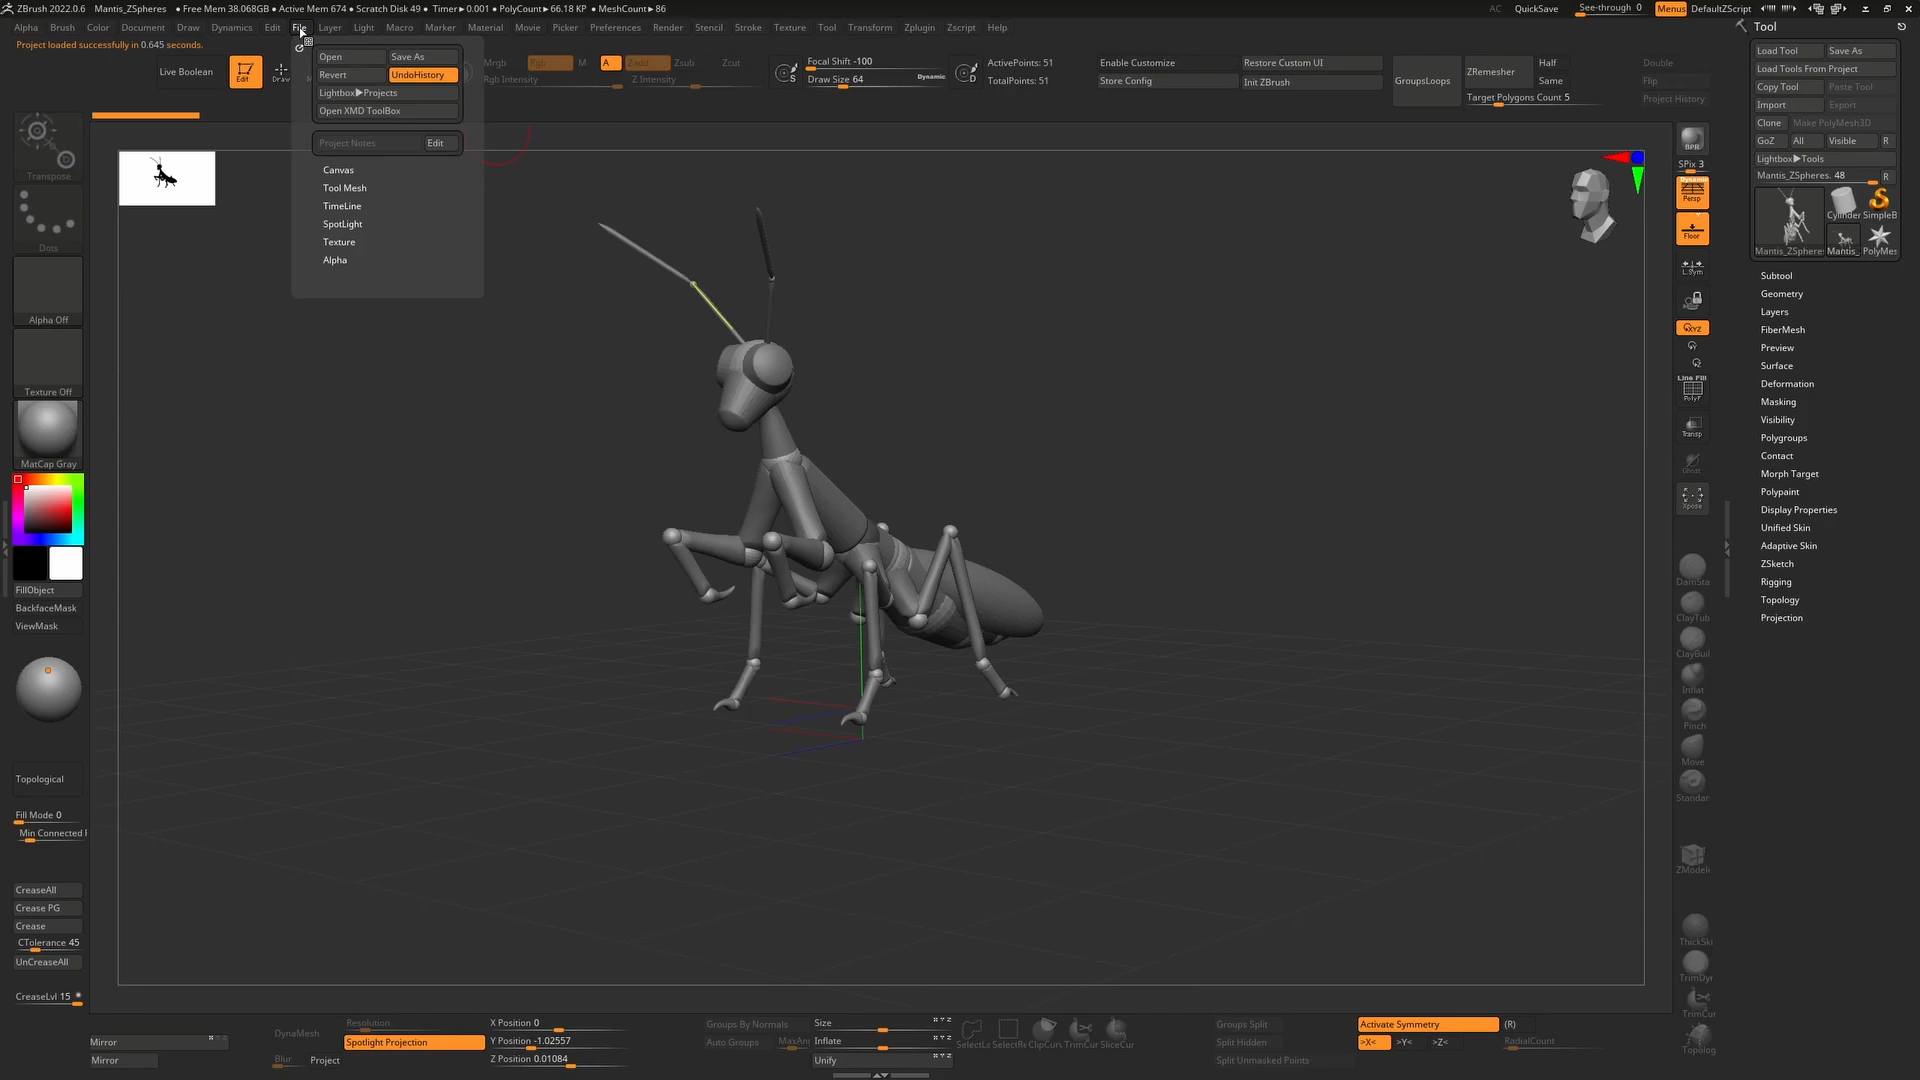 ZBrush 2022.0.6 Mantis_ZSpheres ● Free Mem 38.068GB ● Active Mem 674 ● Scratch Disk 49 ● Timer▶0.001 ● PolyCount▶66.18 KP ● MeshCount▶86 AC QuickSave See-through 0 Menus DefaultZScript
Alpha Brush Color Document Draw Dynamics Edit File Layer Light Macro Marker Material Movie Picker Preferences Render Stencil Stroke Texture Tool Transform Zplugin Zscript Help
Project loaded successfully in 0.645 seconds.
Live Boolean
Edit
Draw
Open Save As
Revert UndoHistory
Lightbox▶Projects
Open XMD ToolBox
Project Notes Edit
Canvas
Tool Mesh
TimeLine
SpotLight
Texture
Alpha
Mrgb Rgb M A Zadd Zsub Zcut
Rgb Intensity Z Intensity
S
Focal Shift -100
Draw Size 64 Dynamic
D
ActivePoints: 51
TotalPoints: 51
Enable Customize Restore Custom UI
Store Config Init ZBrush
GroupsLoops
ZRemesher Half
Same
Target Polygons Count 5
Double
Flip
Project History
Transpose
Dots
Alpha Off
Texture Off
MatCap Gray
FillObject
BackfaceMask
ViewMask
Topological
Fill Mode 0
Min Connected
CreaseAll
Crease PG
Crease
CTolerance 45
UnCreaseAll
CreaseLvl 15
BPR
SPix 3
Dynamic
Persp
Floor
L.Sym
XYZ
Line Fill
PolyF
Transp
Ghost
Xpose
DamSta
ClayTub
ClayBuil
Inflat
Pinch
Move
Standar
ZModel
ThickSki
TrimDyn
TrimCur
Topolog
Tool
Load Tool Save As
Load Tools From Project
Copy Tool Paste Tool
Import Export
Clone Make PolyMesh3D
GoZ All Visible R
Lightbox▶Tools
Mantis_ZSpheres. 48 R
Cylinder SimpleB
Mantis_ZSphere Mantis_ PolyMes
Subtool
Geometry
Layers
FiberMesh
Preview
Surface
Deformation
Masking
Visibility
Polygroups
Contact
Morph Target
Polypaint
Display Properties
Unified Skin
Adaptive Skin
ZSketch
Rigging
Topology
Projection
Mirror
Mirror
DynaMesh
Resolution
Spotlight Projection
Blur Project
X Position 0
Y Position -1.02557
Z Position 0.01084
Groups By Normals
Auto Groups MaxAn
Size
Inflate
Unify
SelectLa SelectRe ClipCurv TrimCur SliceCur
Groups Split
Split Hidden
Split Unmasked Points
Activate Symmetry (R)
>X< >Y< >Z< RadialCount